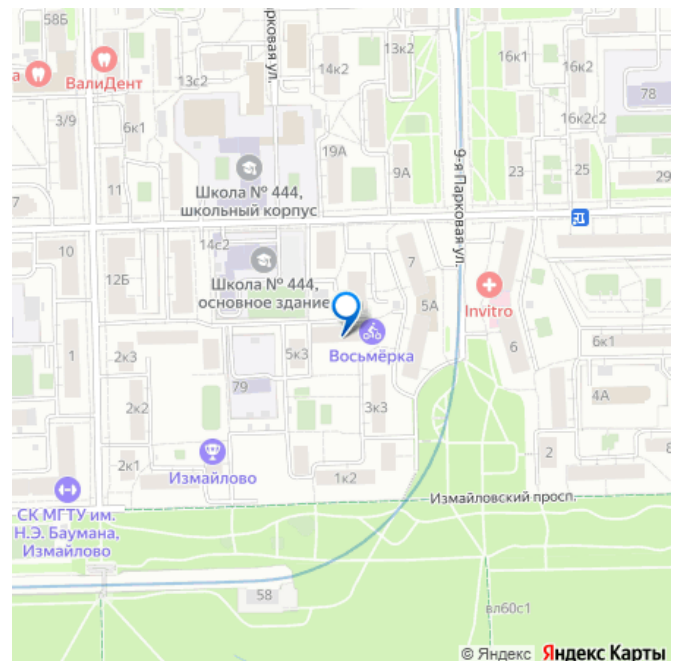 58Б
13к2
рковая ул.
14к2
16к1
а
ВалиДент
13с2
16к2
78
3/9
6к1
16к2с2
19А
9А
23
25
29
11
Школа № 444,
школьный корпус
7
9-я Парковая ул.
14с2
10
12Б
Школа № 444,
основное здание
7
5А
Invitro
Восьмёрка
1
2к3
5к3
6
6к1
79
2к2
3к3
4А
2к1
Измайлово
1к2
2
8
СК МГТУ им.
Н.Э. Баумана,
Измайлово
Измайловский просп.
58
вл60с1
© Яндекс Яндекс Карты